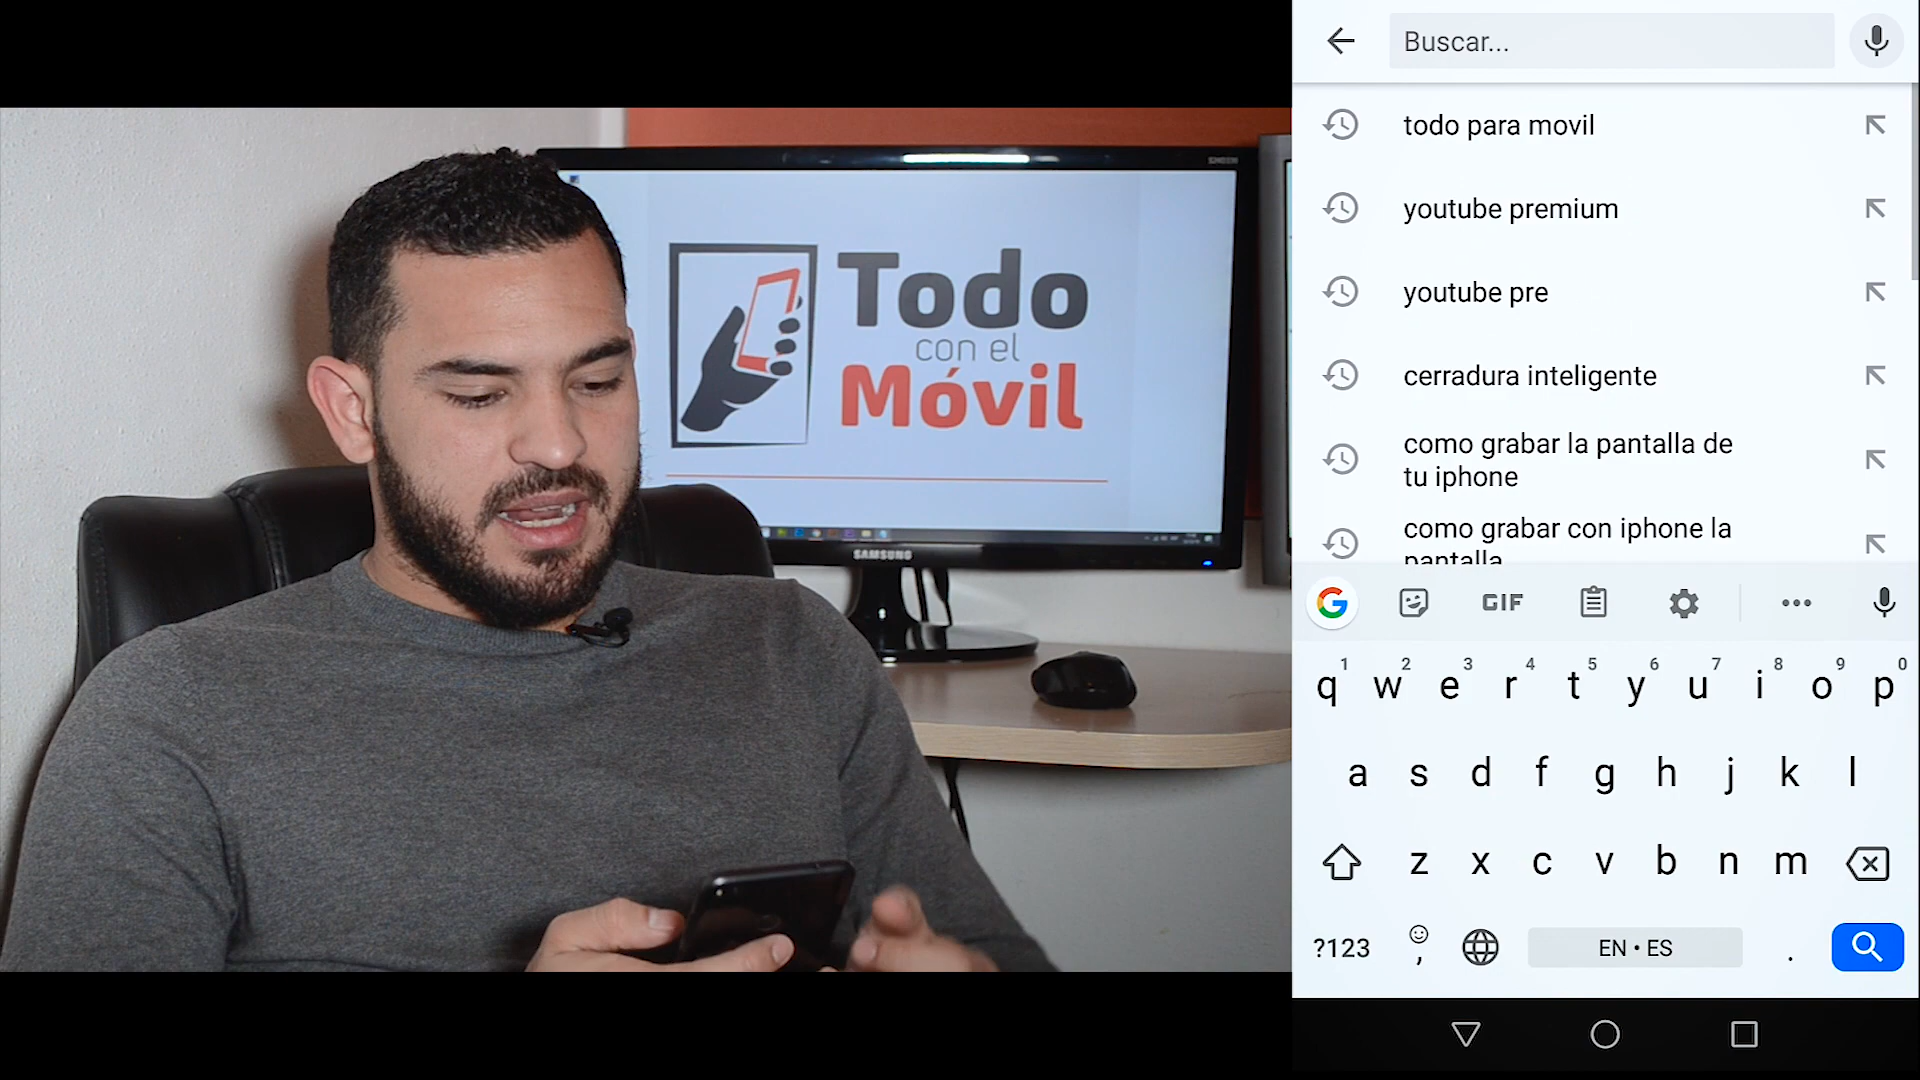 Todo
con el
Móvil
SAMSUNG
Buscar...
todo para movil
youtube premium
youtube pre
cerradura inteligente
como grabar la pantalla de
tu iphone
como grabar con iphone la
pantalla
GIF
1 2 3 4 5 6 7 8 9 0
q w e r t y u i o p
a s d f g h j k l
z x c v b n m
?123 , EN • ES .